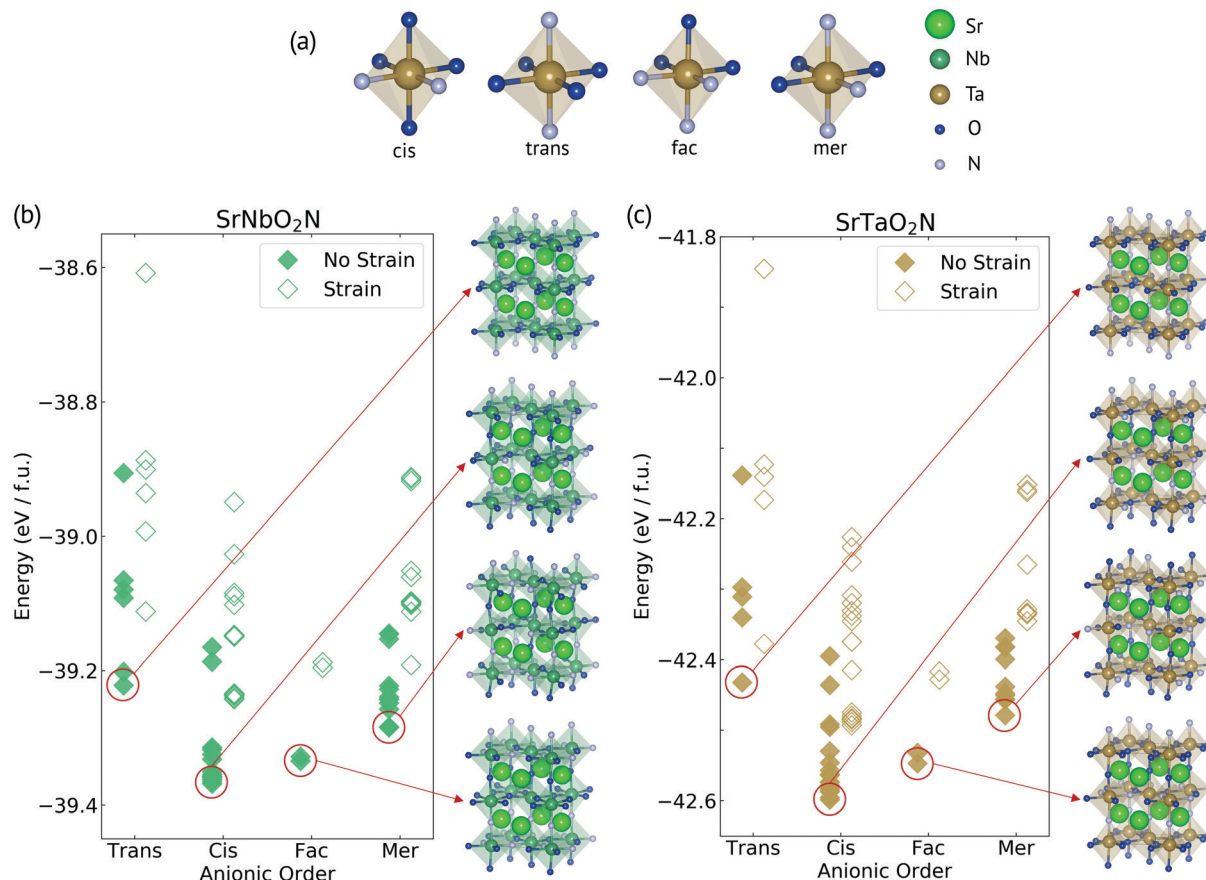 (a)
cis
trans
fac
mer
Sr
Nb
Ta
O
N
(b)
SrNbO₂N
No Strain
Strain
−38.6
−38.8
−39.0
−39.2
−39.4
Energy (eV / f.u.)
Trans
Cis
Fac
Mer
Anionic Order
(c)
SrTaO₂N
No Strain
Strain
−41.8
−42.0
−42.2
−42.4
−42.6
Energy (eV / f.u.)
Trans
Cis
Fac
Mer
Anionic Order